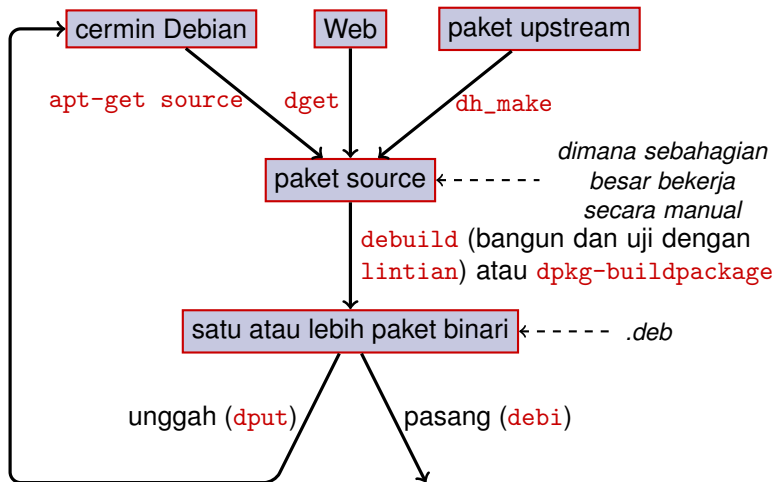 cermin Debian
Web
paket upstream
apt-get source
dget
dh_make
paket source
dimana sebahagian
besar bekerja
secara manual
debuild (bangun dan uji dengan
lintian) atau dpkg-buildpackage
satu atau lebih paket binari
.deb
unggah (dput)
pasang (debi)